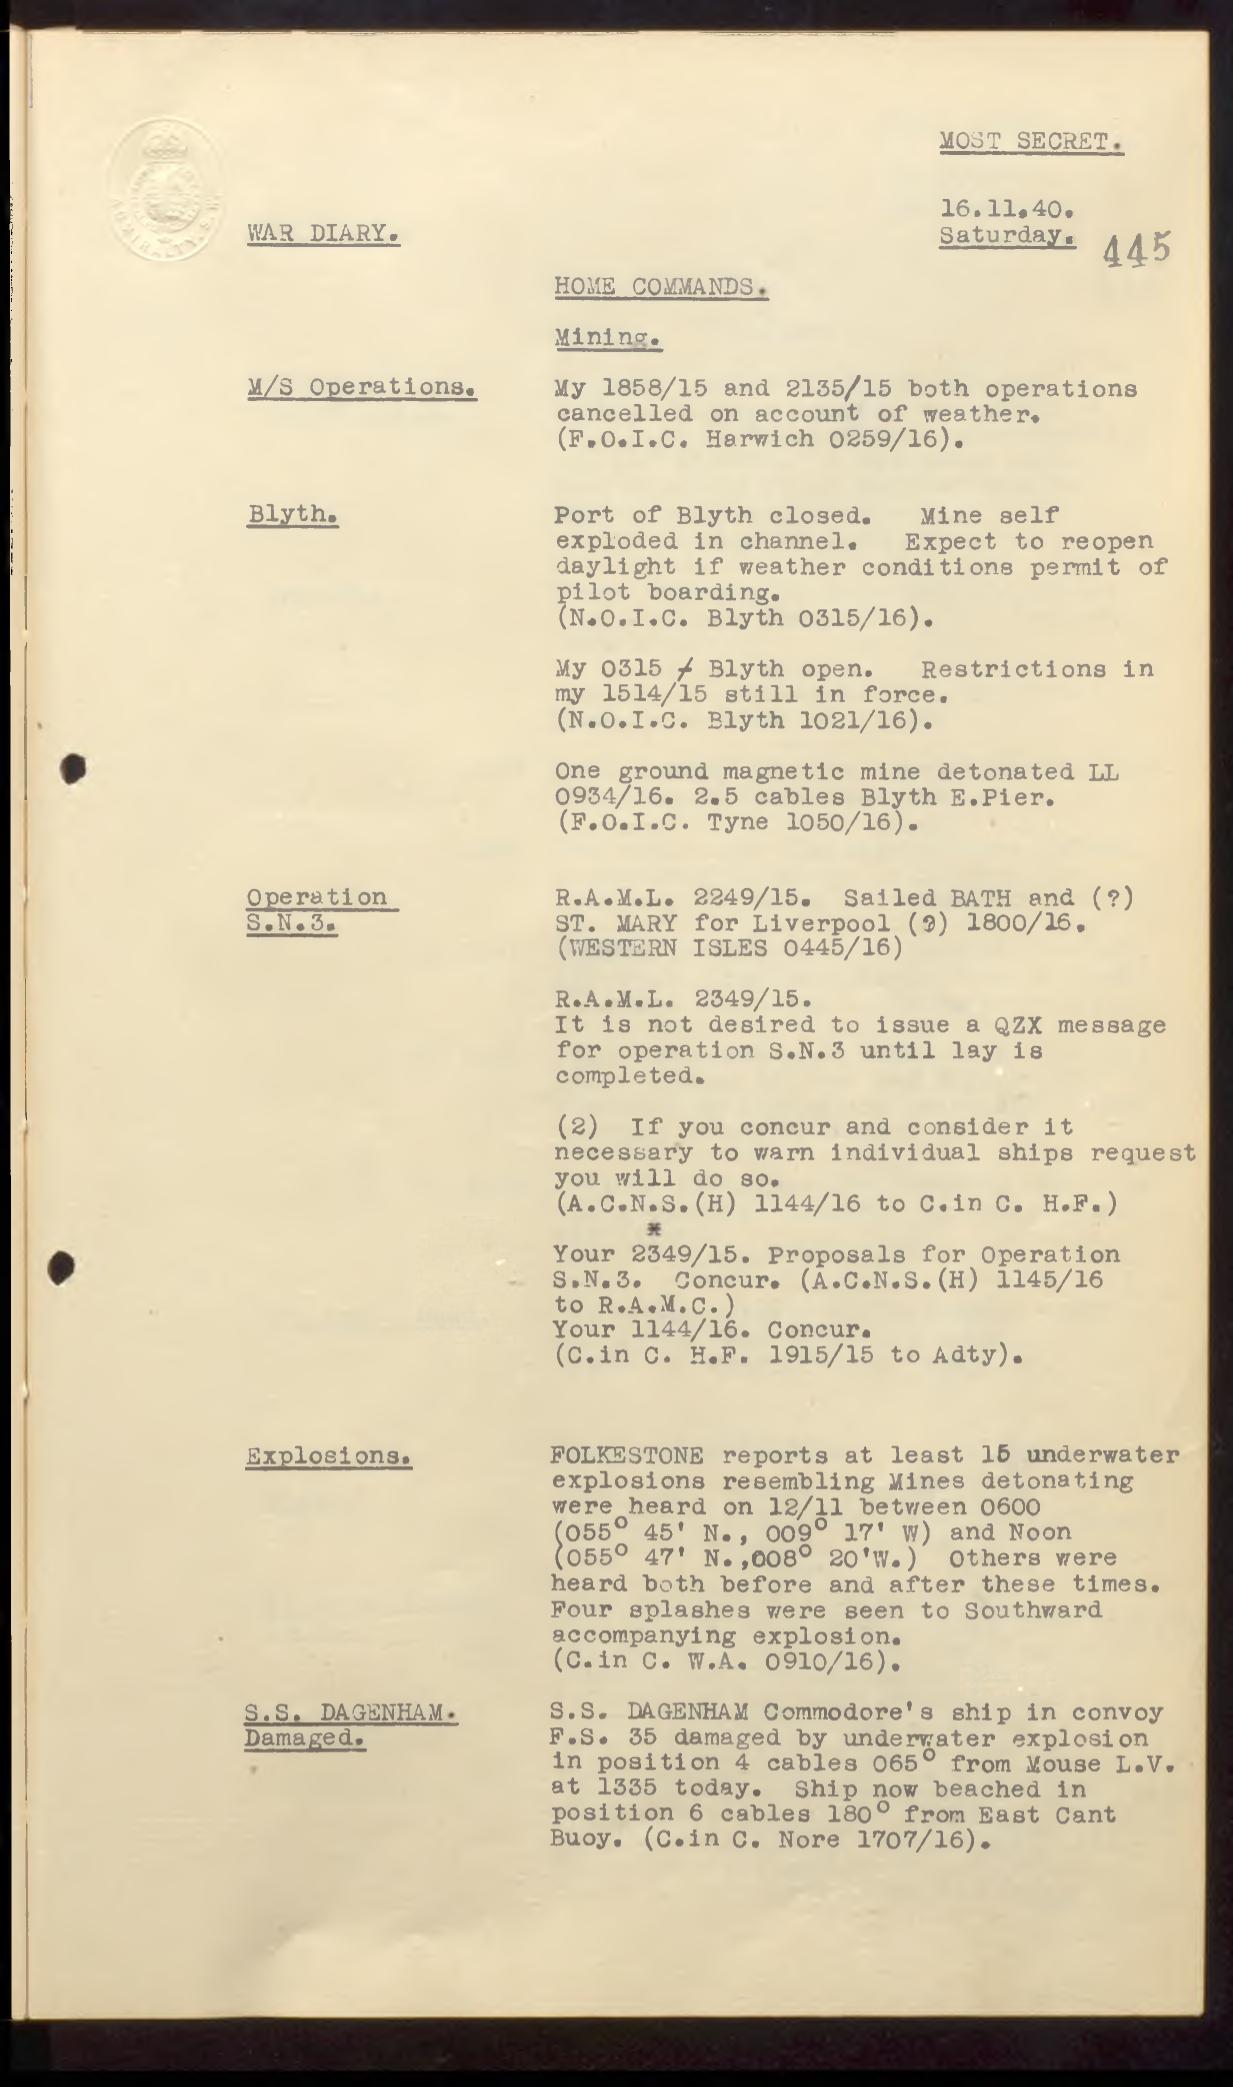 MOST SECRET.
16.11.40.
Saturday.
445
WAR DIARY.
HOME COMMANDS.
Mining.
M/S Operations.
My 1858/15 and 2135/15 both operations
cancelled on account of weather.
(F.O.I.C. Harwich 0259/16).
Blyth.
Port of Blyth closed. Mine self
exploded in channel. Expect to reopen
daylight if weather conditions permit of
pilot boarding.
(N.O.I.C. Blyth 0315/16).
My 0315 / Blyth open. Restrictions in
my 1514/15 still in force.
(N.O.I.C. Blyth 1021/16).
One ground magnetic mine detonated LL
0934/16. 2.5 cables Blyth E.Pier.
(F.O.I.C. Tyne 1050/16).
Operation
S.N.3.
R.A.M.L. 2249/15. Sailed BATH and (?)
ST. MARY for Liverpool (?) 1800/16.
(WESTERN ISLES 0445/16)
R.A.M.L. 2349/15.
It is not desired to issue a QZX message
for operation S.N.3 until lay is
completed.
(2) If you concur and consider it
necessary to warn individual ships request
you will do so.
(A.C.N.S.(H) 1144/16 to C.in C. H.F.)
*
Your 2349/15. Proposals for Operation
S.N.3. Concur. (A.C.N.S.(H) 1145/16
to R.A.M.C.)
Your 1144/16. Concur.
(C.in C. H.F. 1915/15 to Adty).
Explosions.
FOLKESTONE reports at least 15 underwater
explosions resembling Mines detonating
were heard on 12/11 between 0600
(055° 45' N., 009° 17' W) and Noon
(055° 47' N.,008° 20'W.) Others were
heard both before and after these times.
Four splashes were seen to Southward
accompanying explosion.
(C.in C. W.A. 0910/16).
S.S. DAGENHAM.
Damaged.
S.S. DAGENHAM Commodore's ship in convoy
F.S. 35 damaged by underwater explosion
in position 4 cables 065° from Mouse L.V.
at 1335 today. Ship now beached in
position 6 cables 180° from East Cant
Buoy. (C.in C. Nore 1707/16).